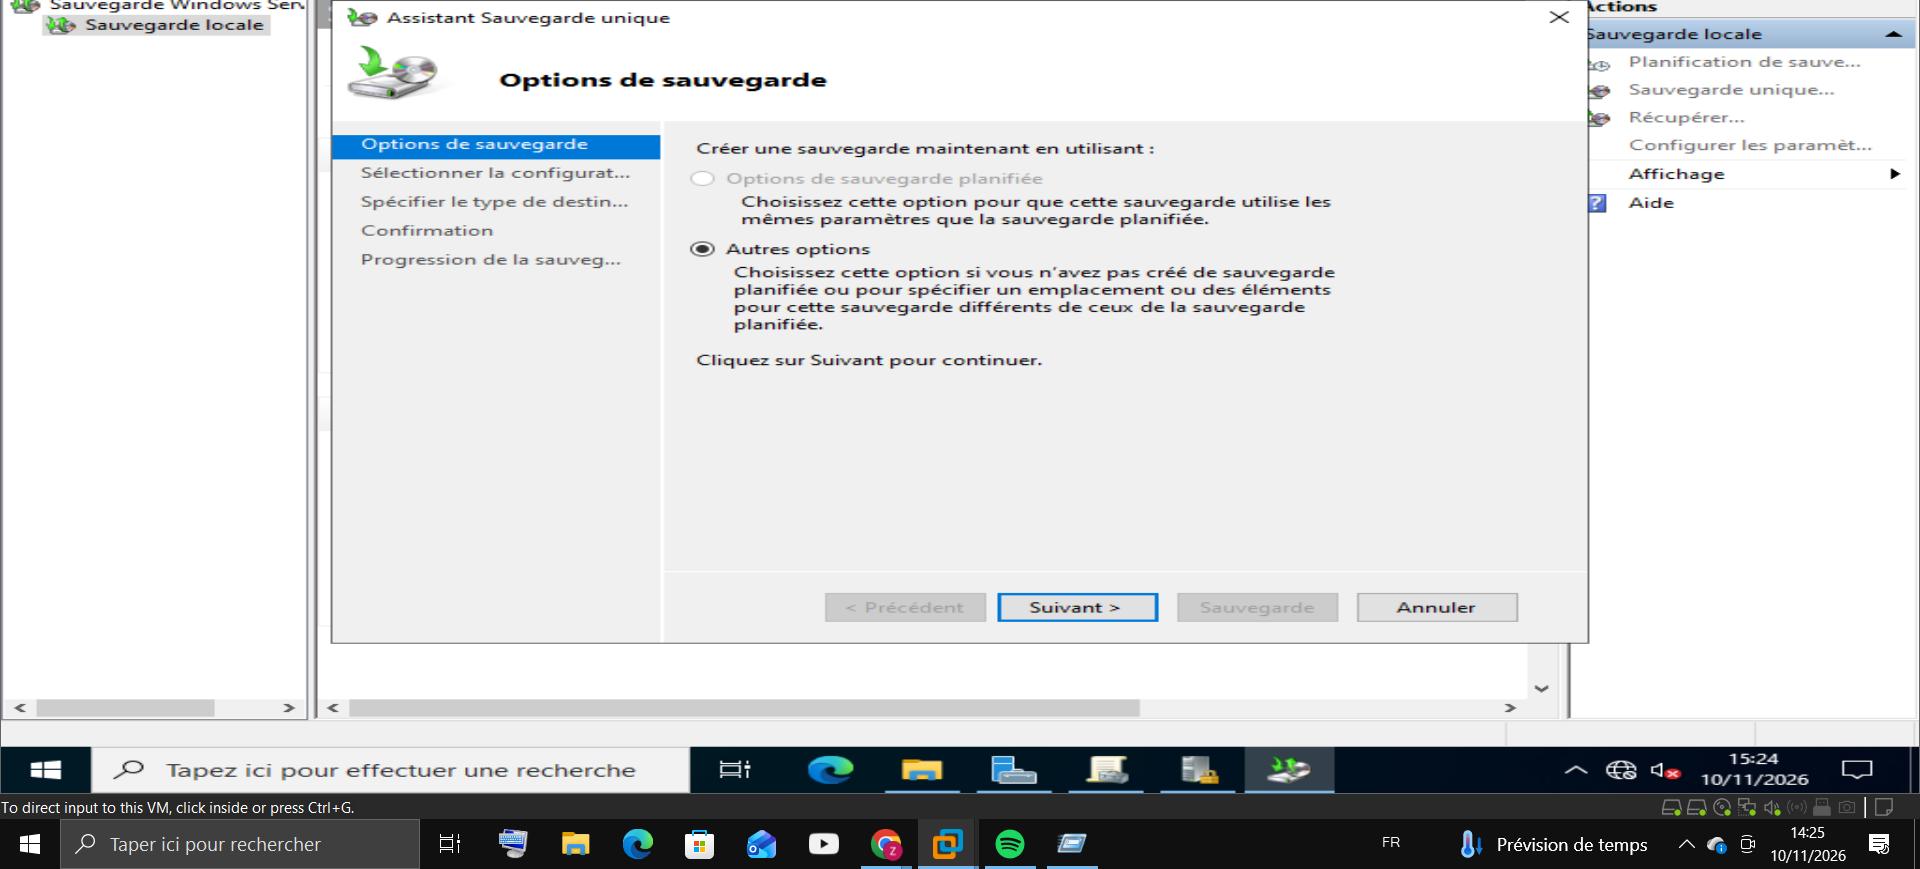 Sauvegarde Windows Ser
Sauvegarde locale
Assistant Sauvegarde unique
Options de sauvegarde
Options de sauvegarde
Sélectionner la configurat...
Spécifier le type de destin...
Confirmation
Progression de la sauveg...
Créer une sauvegarde maintenant en utilisant :
Options de sauvegarde planifiée
Choisissez cette option pour que cette sauvegarde utilise les
mêmes paramètres que la sauvegarde planifiée.
Autres options
Choisissez cette option si vous n'avez pas créé de sauvegarde
planifiée ou pour spécifier un emplacement ou des éléments
pour cette sauvegarde différents de ceux de la sauvegarde
planifiée.
Cliquez sur Suivant pour continuer.
< Précédent
Suivant >
Sauvegarde
Annuler
Actions
Sauvegarde locale
Planification de sauve...
Sauvegarde unique...
Récupérer...
Configurer les paramèt...
Affichage
Aide
Tapez ici pour effectuer une recherche
15:24
10/11/2026
To direct input to this VM, click inside or press Ctrl+G.
Taper ici pour rechercher
FR
Prévision de temps
14:25
10/11/2026